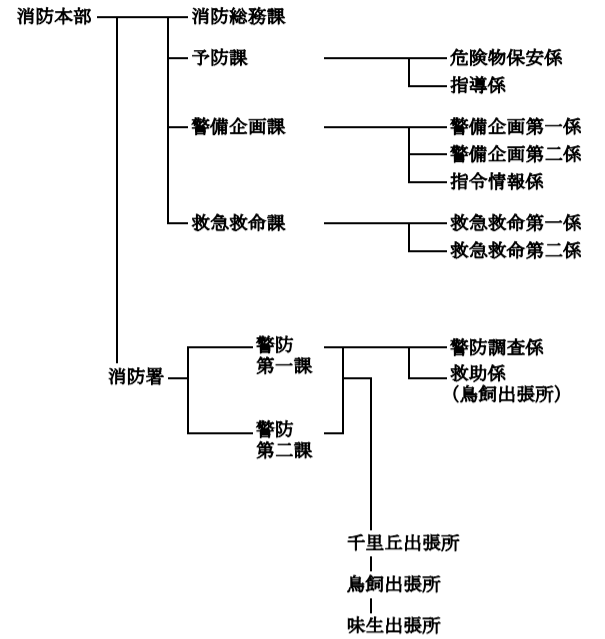 消防本部
消防総務課
予防課
危険物保安係
指導係
警備企画課
警備企画第一係
警備企画第二係
指令情報係
救急救命課
救急救命第一係
救急救命第二係
消防署
警防
第一課
警防
第二課
警防調査係
救助係
（鳥飼出張所）
千里丘出張所
鳥飼出張所
味生出張所